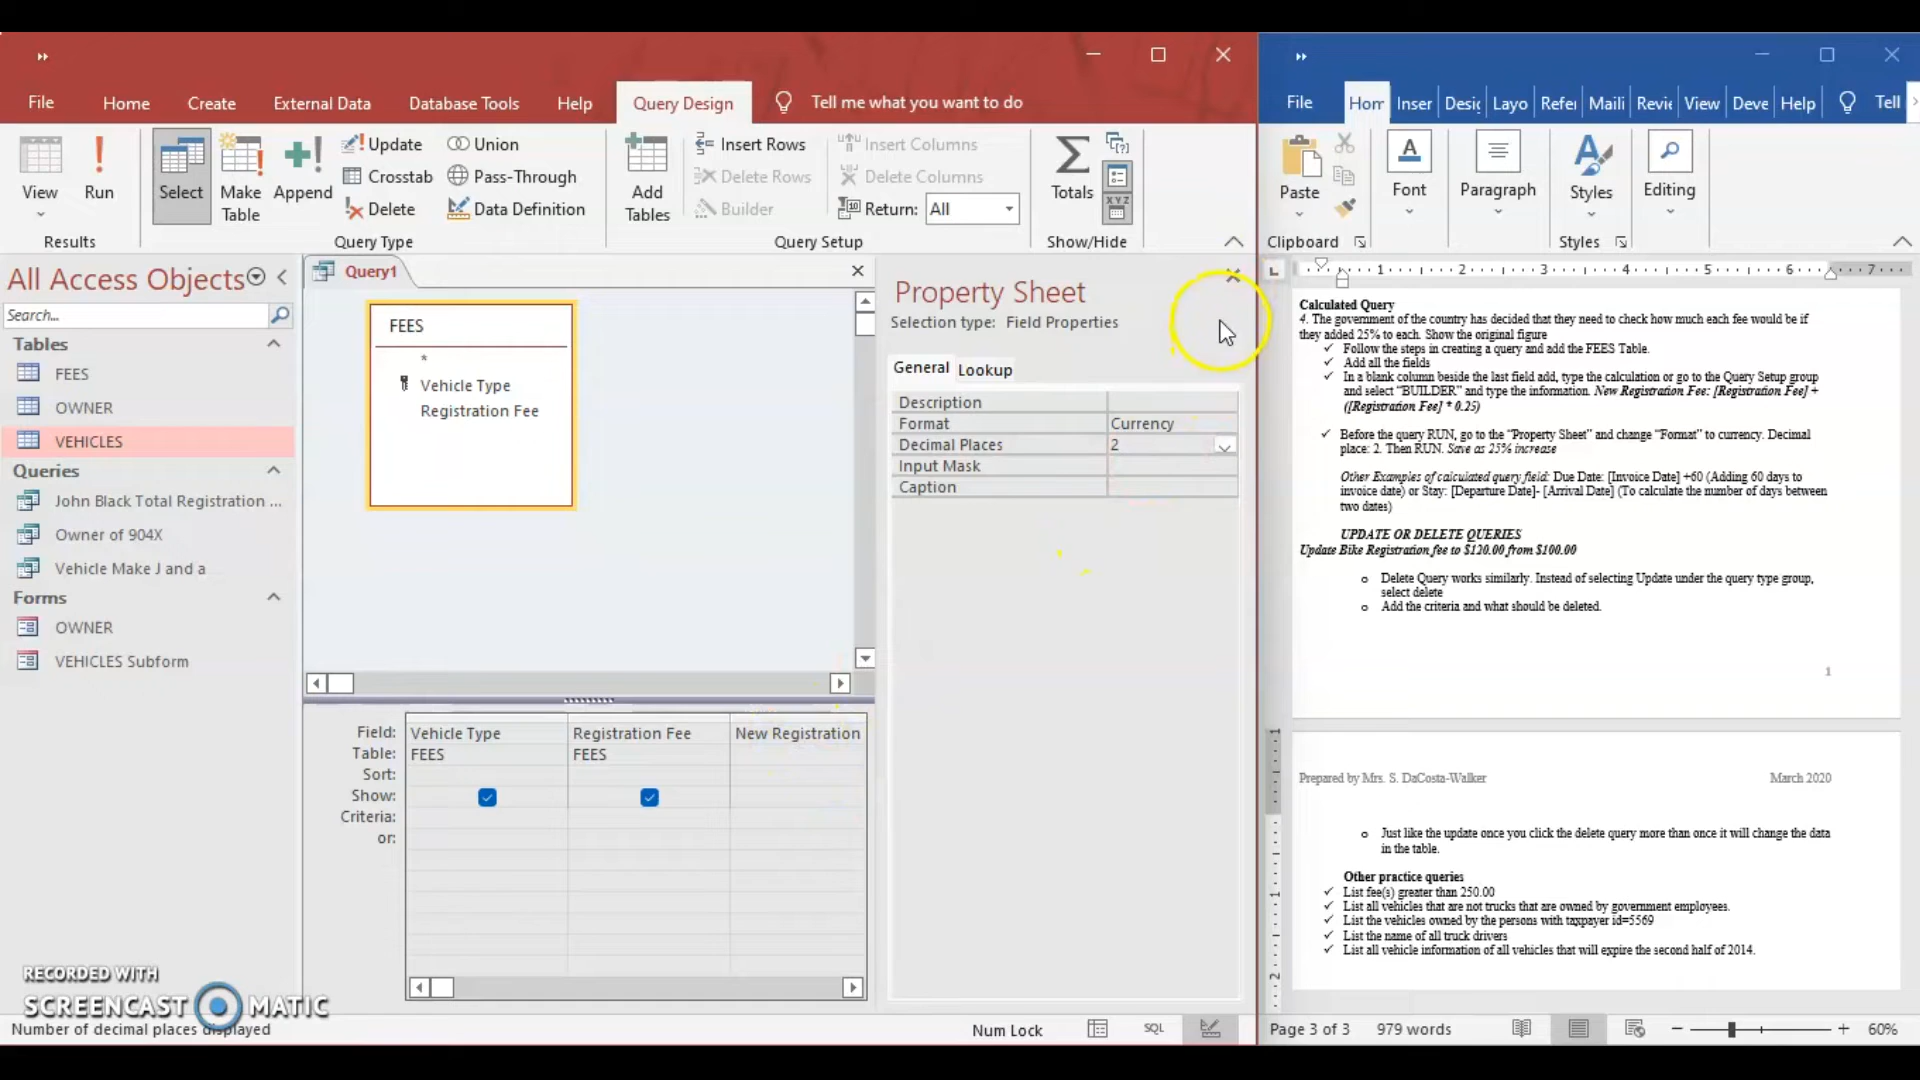 File Home Create External Data Database Tools Help Query Design Tell me what you want to do
View
Run
Select
Make Table
Append
Update
Crosstab
Delete
Union
Pass-Through
Data Definition
Add Tables
Insert Rows
Delete Rows
Builder
Insert Columns
Delete Columns
Return: All
Totals
Results
Query Type
Query Setup
Show/Hide
All Access Objects
Search...
Tables
FEES
OWNER
VEHICLES
Queries
John Black Total Registration ...
Owner of 904X
Vehicle Make J and a
Forms
OWNER
VEHICLES Subform
Query1
FEES
*
Vehicle Type
Registration Fee
Field: Vehicle Type Registration Fee New Registration
Table: FEES FEES
Sort:
Show:
Criteria:
or:
Property Sheet
Selection type: Field Properties
General Lookup
Description
Format Currency
Decimal Places 2
Input Mask
Caption
RECORDED WITH
SCREENCAST MATIC
Number of decimal places displayed
Num Lock
SQL
File Hom Inser Desig Layo Refer Maili Revie View Deve Help Tell
Paste
Font
Paragraph
Styles
Editing
Clipboard
Styles
1 2 3 4 5 6 7
Calculated Query
4. The government of the country has decided that they need to check how much each fee would be if
they added 25% to each. Show the original figure
✓ Follow the steps in creating a query and add the FEES Table.
✓ Add all the fields
✓ In a blank column beside the last field add, type the calculation or go to the Query Setup group
and select “BUILDER” and type the information. New Registration Fee: [Registration Fee] +
([Registration Fee] * 0.25)
✓ Before the query RUN, go to the “Property Sheet” and change “Format” to currency. Decimal
place: 2. Then RUN. Save as 25% increase
Other Examples of calculated query field: Due Date: [Invoice Date] +60 (Adding 60 days to
invoice date) or Stay: [Departure Date]- [Arrival Date] (To calculate the number of days between
two dates)
UPDATE OR DELETE QUERIES
Update Bike Registration fee to $120.00 from $100.00
o Delete Query works similarly. Instead of selecting Update under the query type group,
select delete
o Add the criteria and what should be deleted.
1
Prepared by Mrs. S. DaCosta-Walker March 2020
o Just like the update once you click the delete query more than once it will change the data
in the table.
Other practice queries
✓ List fee(s) greater than 250.00
✓ List all vehicles that are not trucks that are owned by government employees.
✓ List the vehicles owned by the persons with taxpayer id=5569
✓ List the name of all truck drivers
✓ List all vehicle information of all vehicles that will expire the second half of 2014.
Page 3 of 3 979 words 60%